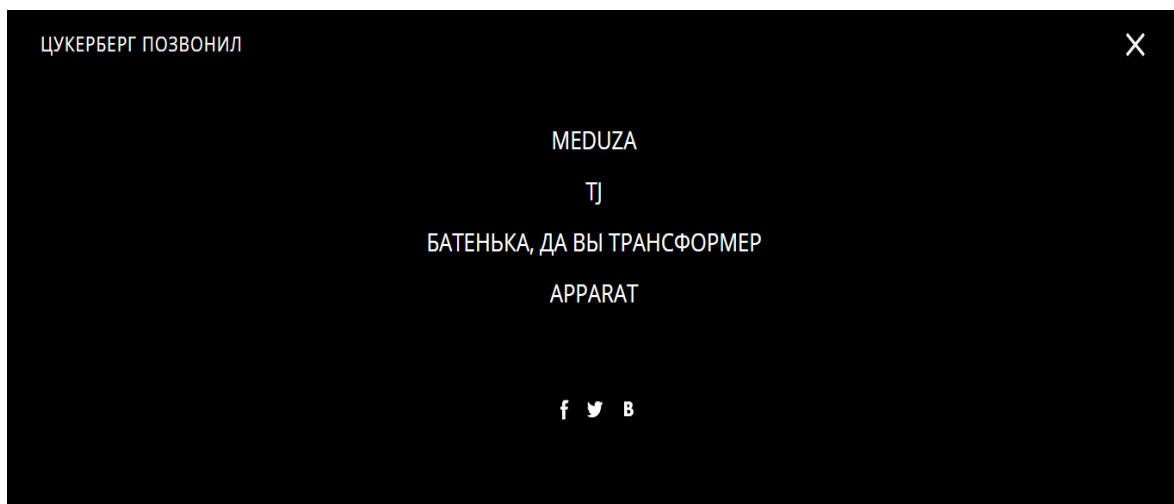 ЦУКЕРБЕРГ ПОЗВОНИЛ
MEDUZA
TJ
БАТЕНЬКА, ДА ВЫ ТРАНСФОРМЕР
APPARAT